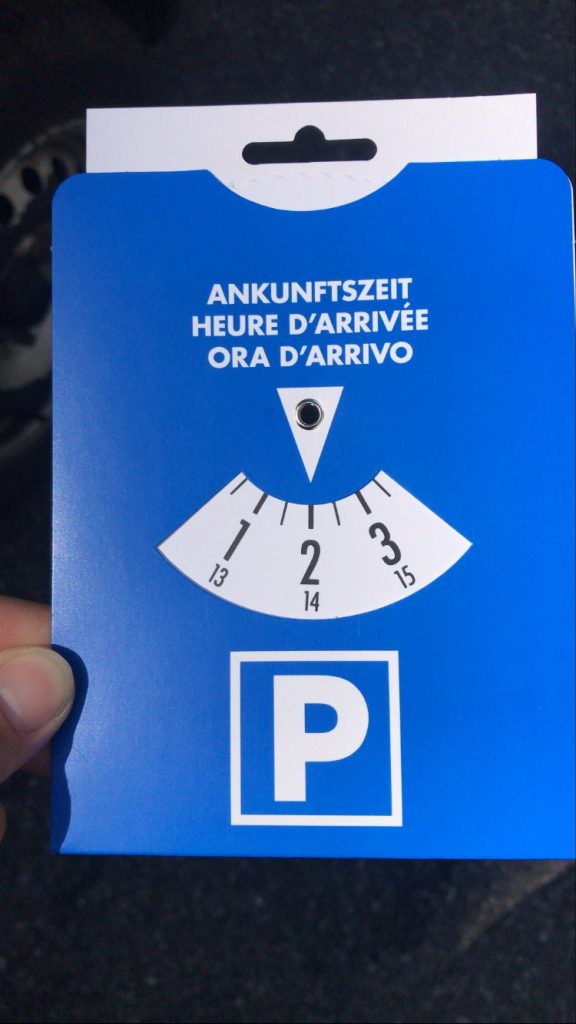 ANKUNFTSZEIT
HEURE D'ARRIVÉE
ORA D'ARRIVO
1 2 3
13 14 15
P